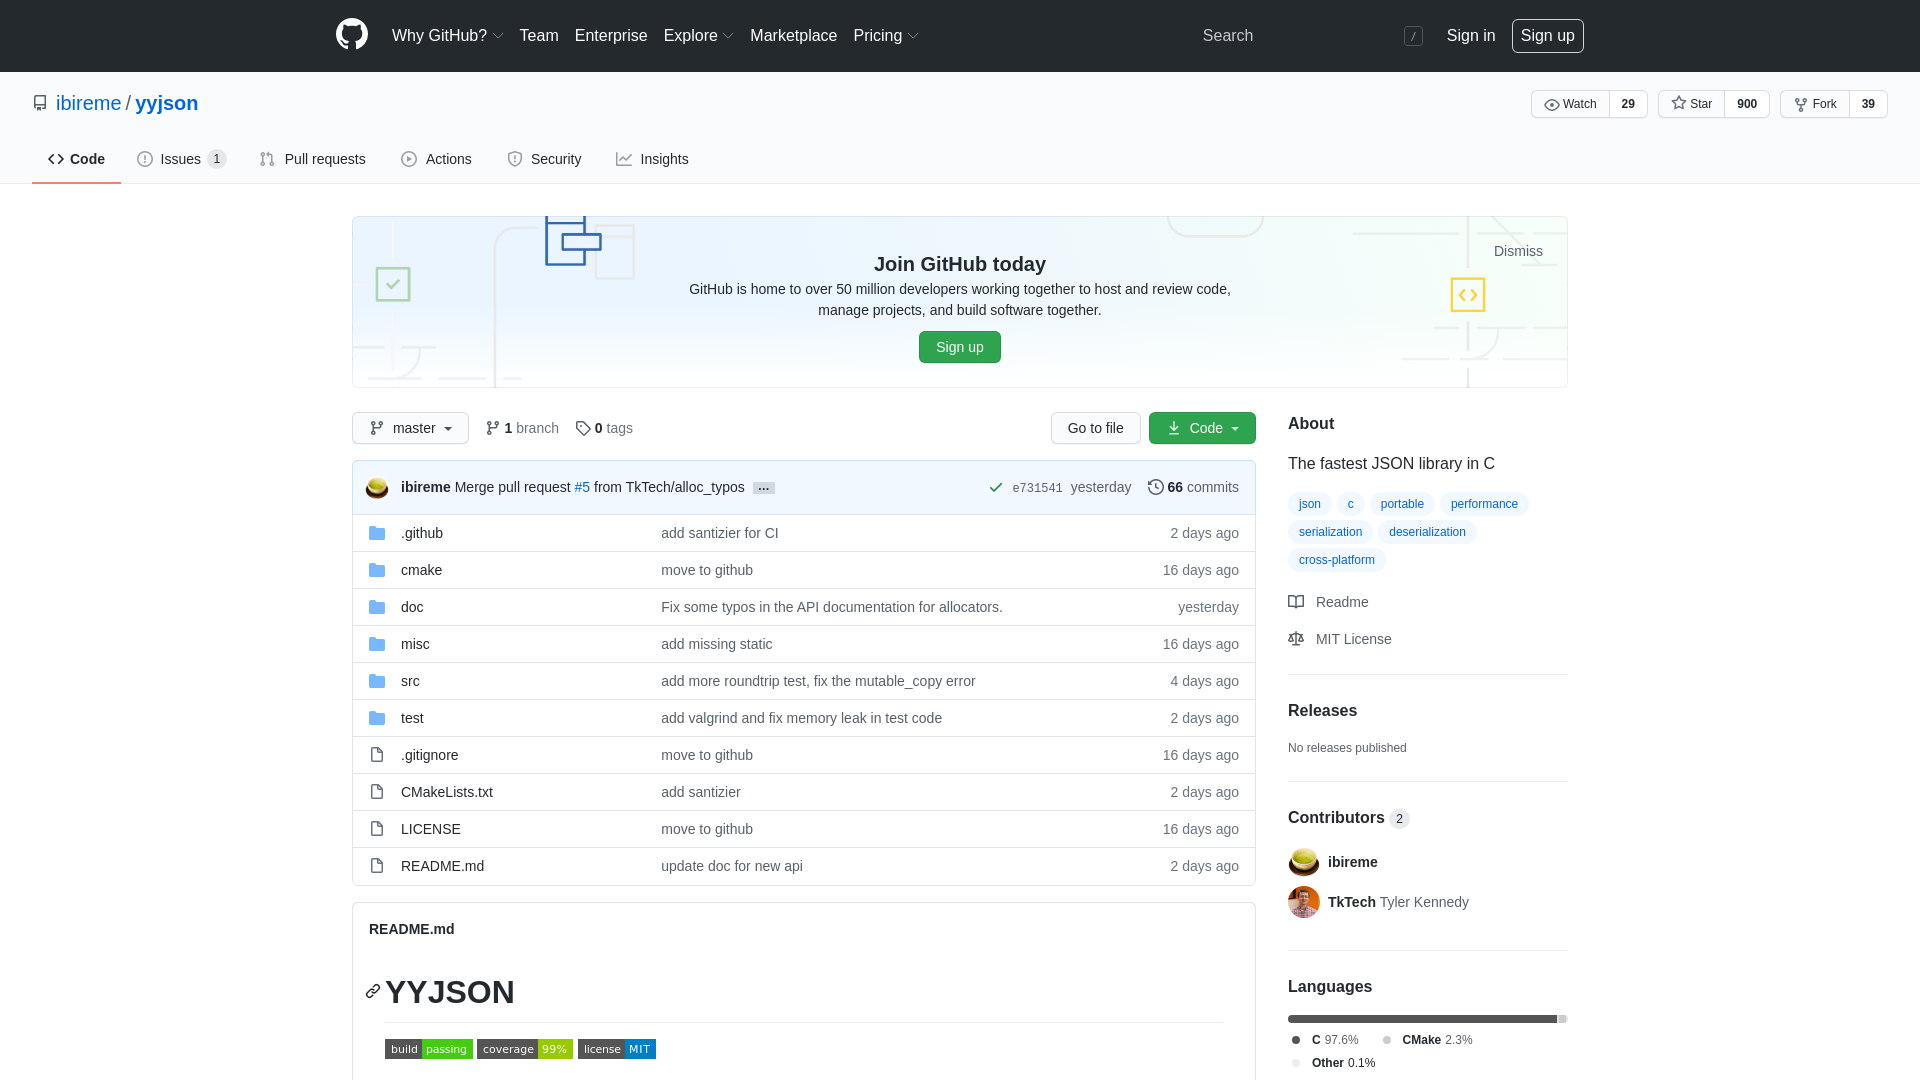 Why GitHub? Team Enterprise Explore Marketplace Pricing Search / Sign in Sign up
ibireme / yyjson Watch 29 Star 900 Fork 39
Code Issues 1 Pull requests Actions Security Insights
Dismiss
Join GitHub today
GitHub is home to over 50 million developers working together to host and review code,
manage projects, and build software together.
Sign up
master 1 branch 0 tags Go to file Code
ibireme Merge pull request #5 from TkTech/alloc_typos … e731541 yesterday 66 commits
.github add santizier for CI 2 days ago
cmake move to github 16 days ago
doc Fix some typos in the API documentation for allocators. yesterday
misc add missing static 16 days ago
src add more roundtrip test, fix the mutable_copy error 4 days ago
test add valgrind and fix memory leak in test code 2 days ago
.gitignore move to github 16 days ago
CMakeLists.txt add santizier 2 days ago
LICENSE move to github 16 days ago
README.md update doc for new api 2 days ago
README.md
YYJSON
build passing coverage 99% license MIT
About
The fastest JSON library in C
json c portable performance
serialization deserialization
cross-platform
Readme
MIT License
Releases
No releases published
Contributors 2
ibireme
TkTech Tyler Kennedy
Languages
C 97.6% CMake 2.3%
Other 0.1%